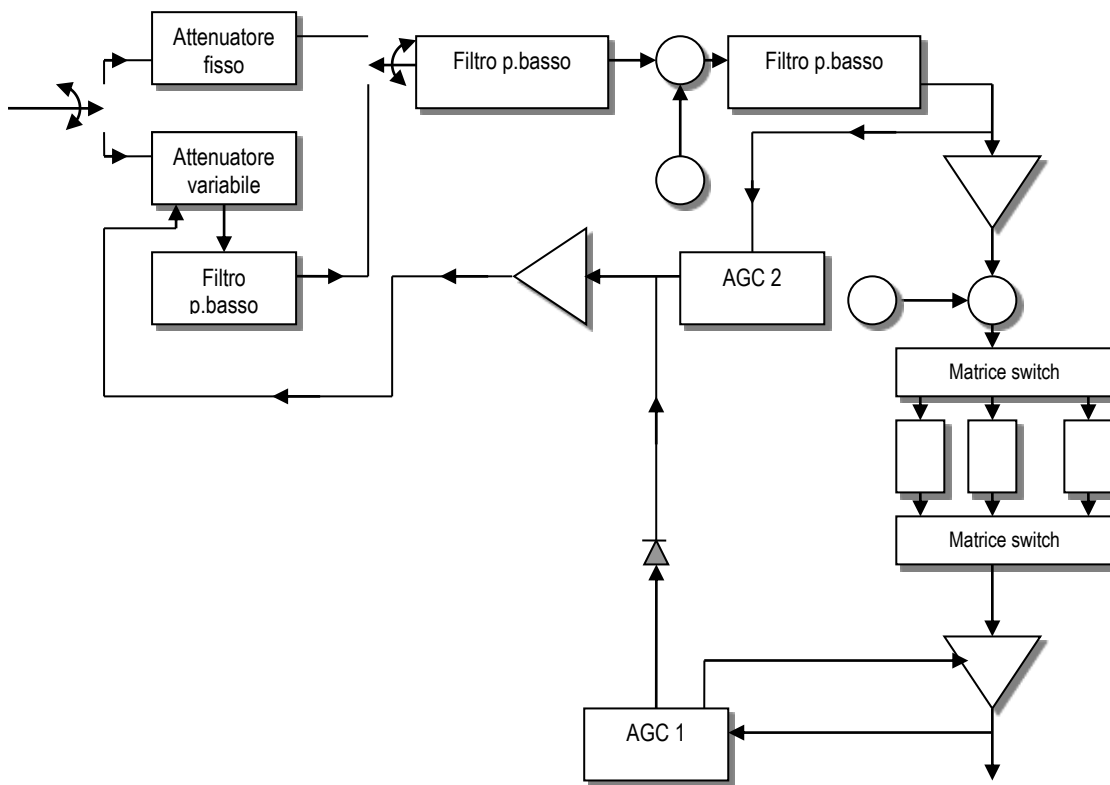 Attenuatore
fisso
Filtro p.basso
Filtro p.basso
Attenuatore
variabile
Filtro
p.basso
AGC 2
Matrice switch
Matrice switch
AGC 1